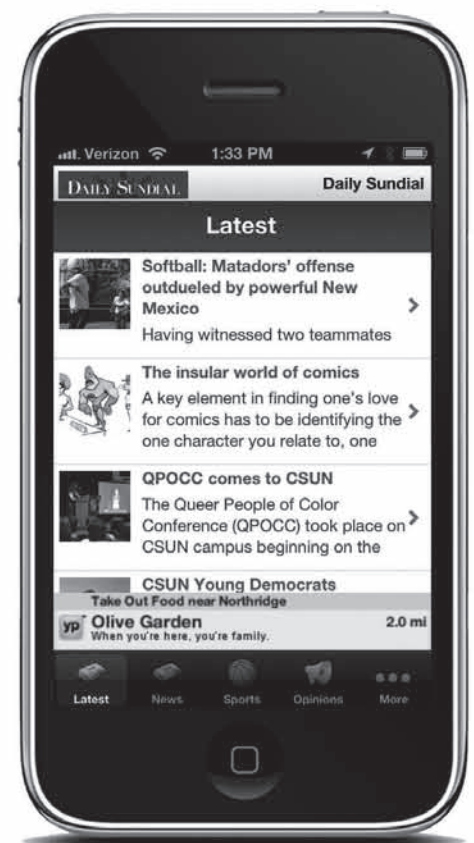 Verizon 1:33 PM
DAILY SUNDIAL Daily Sundial
Latest
Softball: Matadors' offense
outdueled by powerful New
Mexico
Having witnessed two teammates
The insular world of comics
A key element in finding one's love
for comics has to be identifying the
one character you relate to, one
QPOCC comes to CSUN
The Queer People of Color
Conference (QPOCC) took place on
CSUN campus beginning on the
CSUN Young Democrats
Take Out Food near Northridge
yp Olive Garden 2.0 mi
When you're here, you're family.
Latest News Sports Opinions More